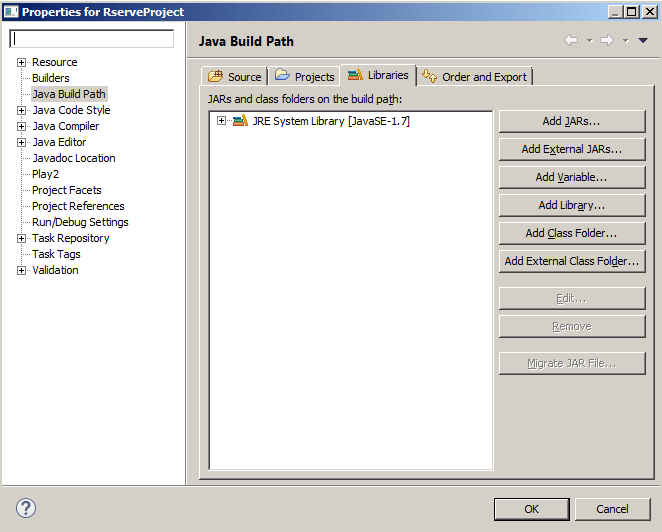 Properties for RserveProject
Java Build Path
Resource
Builders
Java Build Path
Java Code Style
Java Compiler
Java Editor
Javadoc Location
Play2
Project Facets
Project References
Run/Debug Settings
Task Repository
Task Tags
Validation
Source Projects Libraries Order and Export
JARs and class folders on the build path:
JRE System Library [JavaSE-1.7]
Add JARs...
Add External JARs...
Add Variable...
Add Library...
Add Class Folder...
Add External Class Folder...
Edit...
Remove
Migrate JAR File...
?
OK Cancel